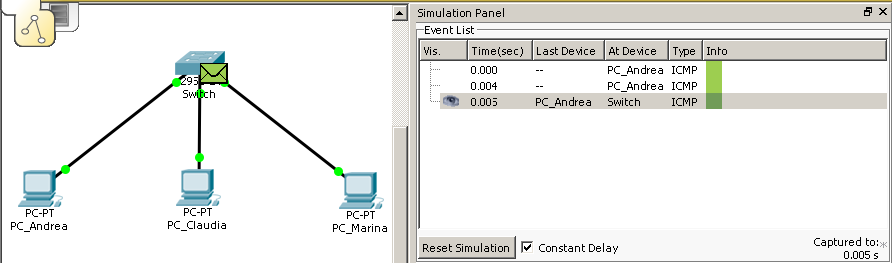 Switch
PC-PT
PC_Andrea
PC-PT
PC_Claudia
PC-PT
PC_Marina
Simulation Panel
Event List
Vis. Time(sec) Last Device At Device Type Info
0.000 -- PC_Andrea ICMP
0.004 -- PC_Andrea ICMP
0.005 PC_Andrea Switch ICMP
Reset Simulation Constant Delay Captured to: *
0.005 s